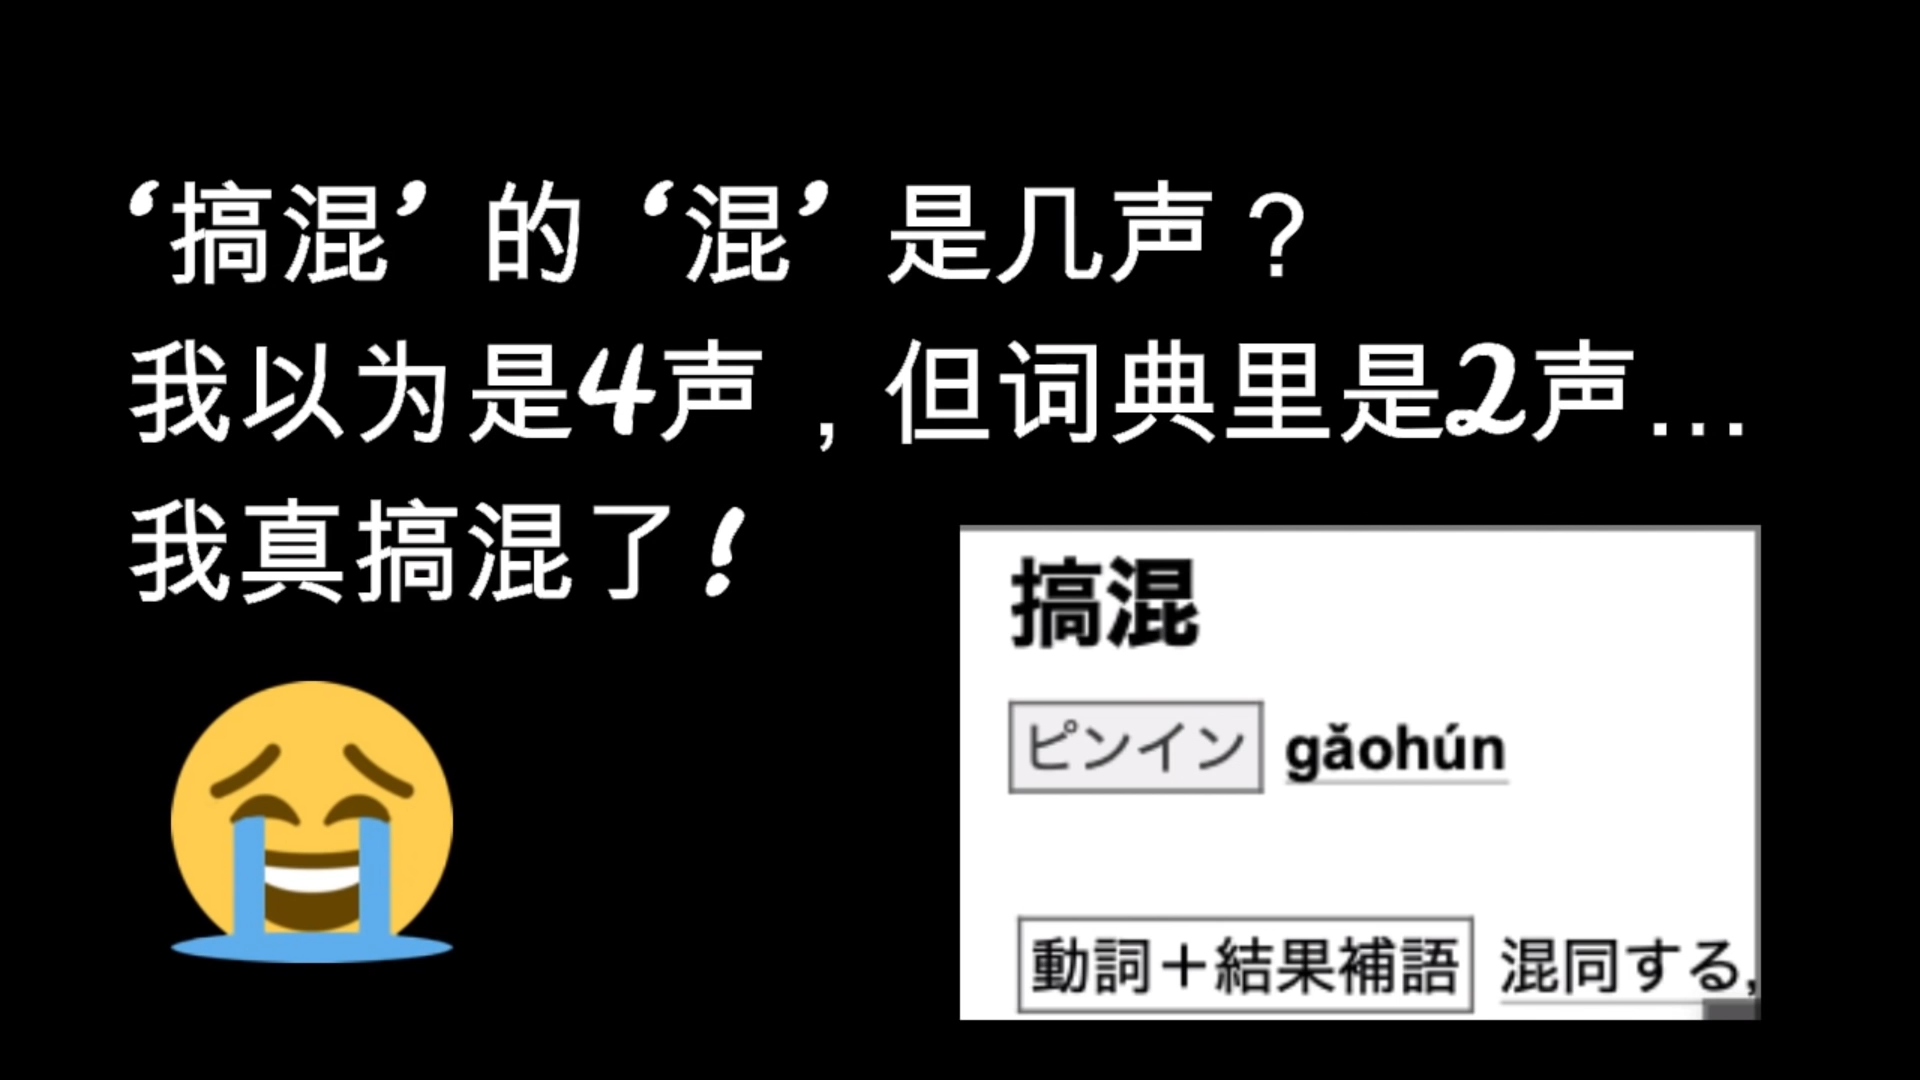 ‘搞混’的‘混’是几声？
我以为是4声，但词典里是2声…
我真搞混了！
搞混
ピンイン gǎohún
動詞＋結果補語 混同する,